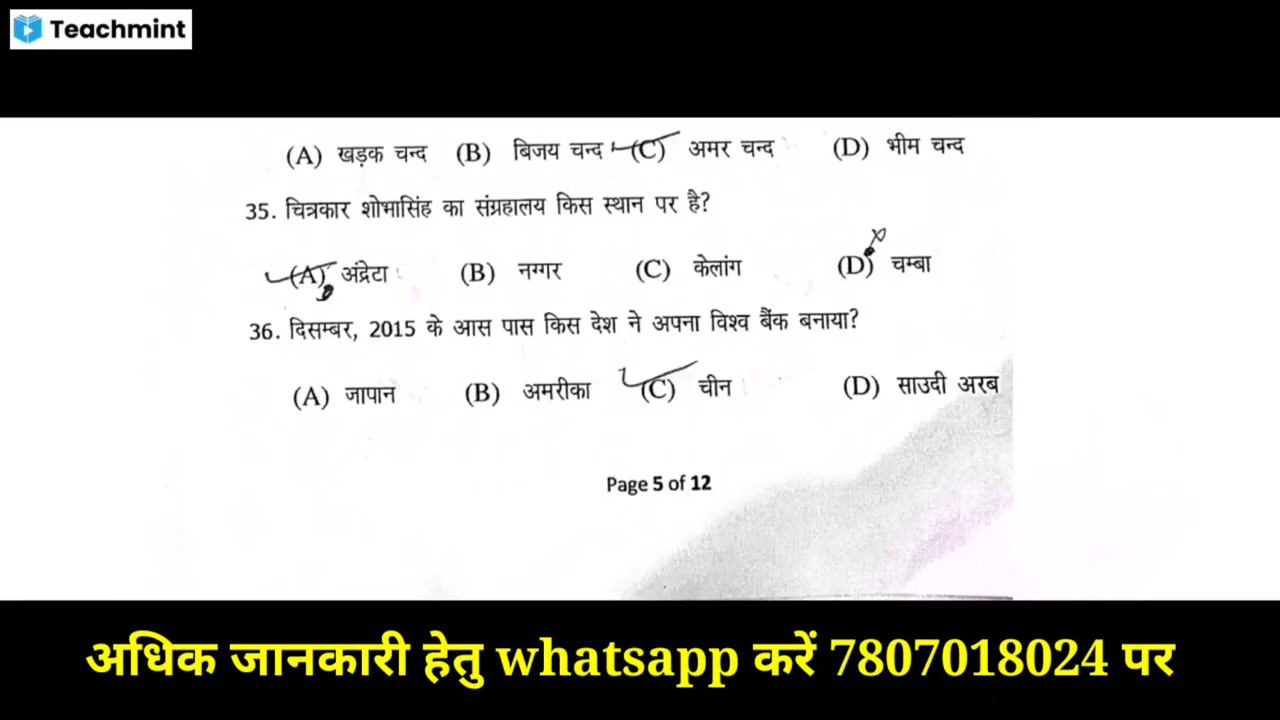 Teachmint
(A) खड़क चन्द (B) बिजय चन्द (C) अमर चन्द (D) भीम चन्द
35. चित्रकार शोभासिंह का संग्रहालय किस स्थान पर है?
(A) अंद्रेटा (B) नग्गर (C) केलांग (D) चम्बा
36. दिसम्बर, 2015 के आस पास किस देश ने अपना विश्व बैंक बनाया?
(A) जापान (B) अमरीका (C) चीन (D) साउदी अरब
Page 5 of 12
अधिक जानकारी हेतु whatsapp करें 7807018024 पर